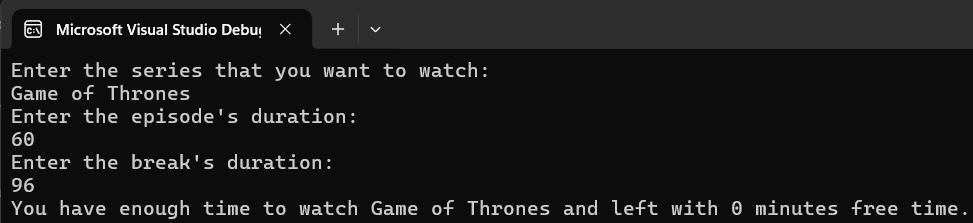 Microsoft Visual Studio Debug
Enter the series that you want to watch:
Game of Thrones
Enter the episode's duration:
60
Enter the break's duration:
96
You have enough time to watch Game of Thrones and left with 0 minutes free time.